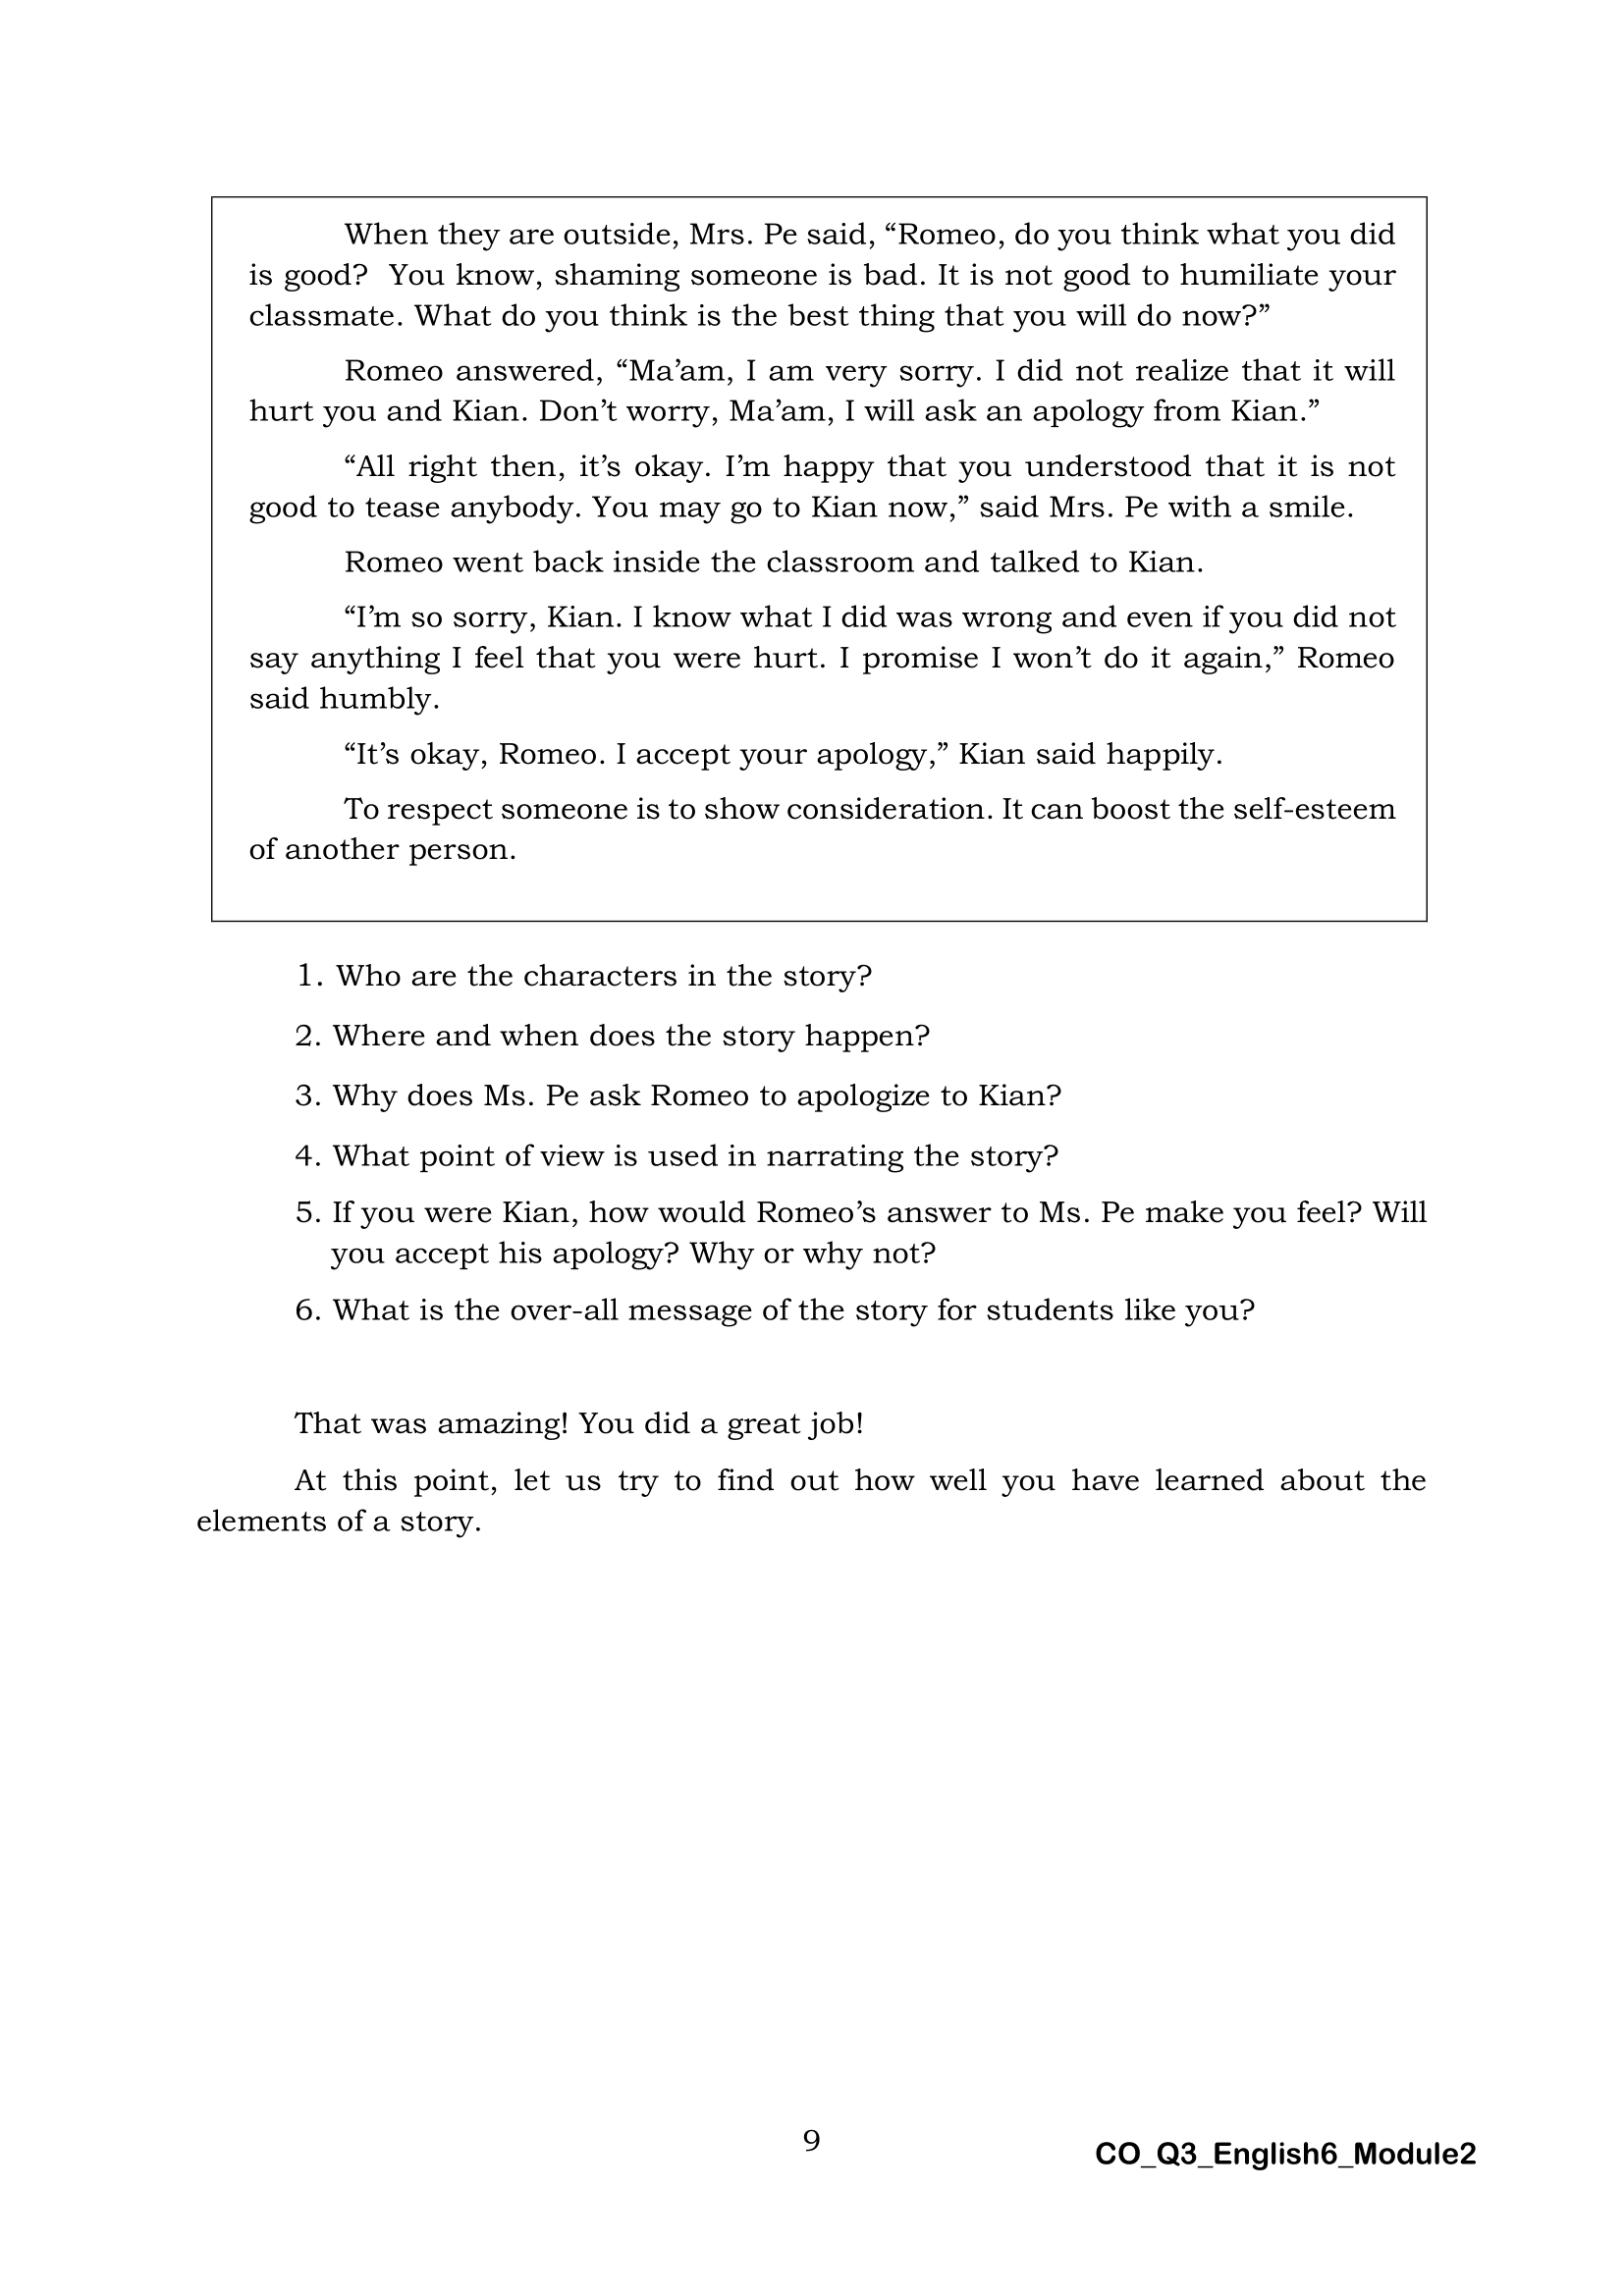 When they are outside, Mrs. Pe said, “Romeo, do you think what you did
is good?  You know, shaming someone is bad. It is not good to humiliate your
classmate. What do you think is the best thing that you will do now?”
Romeo answered, “Ma’am, I am very sorry. I did not realize that it will
hurt you and Kian. Don’t worry, Ma’am, I will ask an apology from Kian.”
“All right then, it’s okay. I’m happy that you understood that it is not
good to tease anybody. You may go to Kian now,” said Mrs. Pe with a smile.
Romeo went back inside the classroom and talked to Kian.
“I’m so sorry, Kian. I know what I did was wrong and even if you did not
say anything I feel that you were hurt. I promise I won’t do it again,” Romeo
said humbly.
“It’s okay, Romeo. I accept your apology,” Kian said happily.
To respect someone is to show consideration. It can boost the self-esteem
of another person.
1. Who are the characters in the story?
2. Where and when does the story happen?
3. Why does Ms. Pe ask Romeo to apologize to Kian?
4. What point of view is used in narrating the story?
5. If you were Kian, how would Romeo’s answer to Ms. Pe make you feel? Will
you accept his apology? Why or why not?
6. What is the over-all message of the story for students like you?
That was amazing! You did a great job!
At this point, let us try to find out how well you have learned about the
elements of a story.
9
CO_Q3_English6_Module2